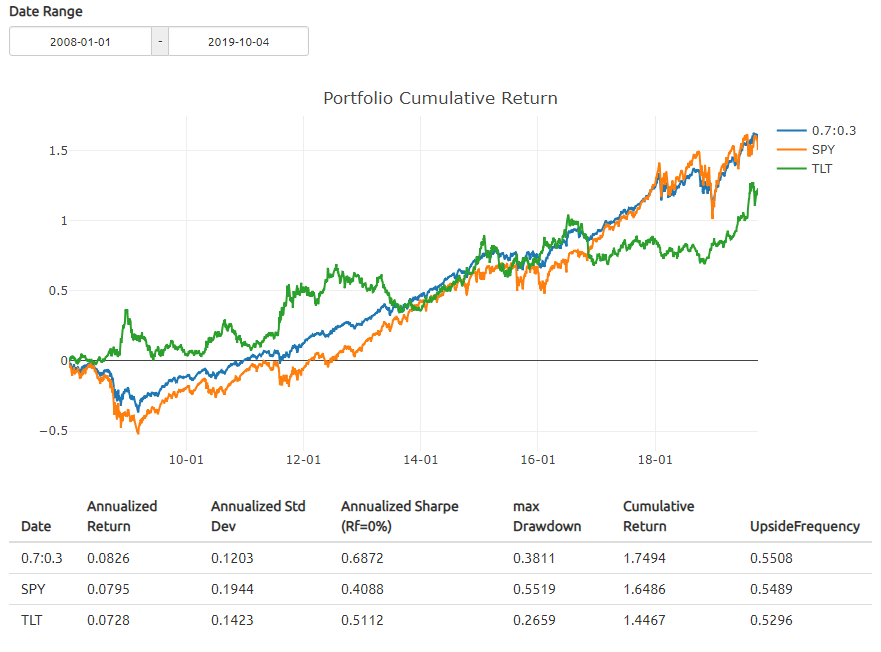 Date Range
2008-01-01 - 2019-10-04
Portfolio Cumulative Return
0.7:0.3
SPY
TLT
1.5
1
0.5
0
−0.5
10-01 12-01 14-01 16-01 18-01
Date Annualized Return Annualized Std Dev Annualized Sharpe (Rf=0%) max Drawdown Cumulative Return UpsideFrequency
0.7:0.3 0.0826 0.1203 0.6872 0.3811 1.7494 0.5508
SPY 0.0795 0.1944 0.4088 0.5519 1.6486 0.5489
TLT 0.0728 0.1423 0.5112 0.2659 1.4467 0.5296